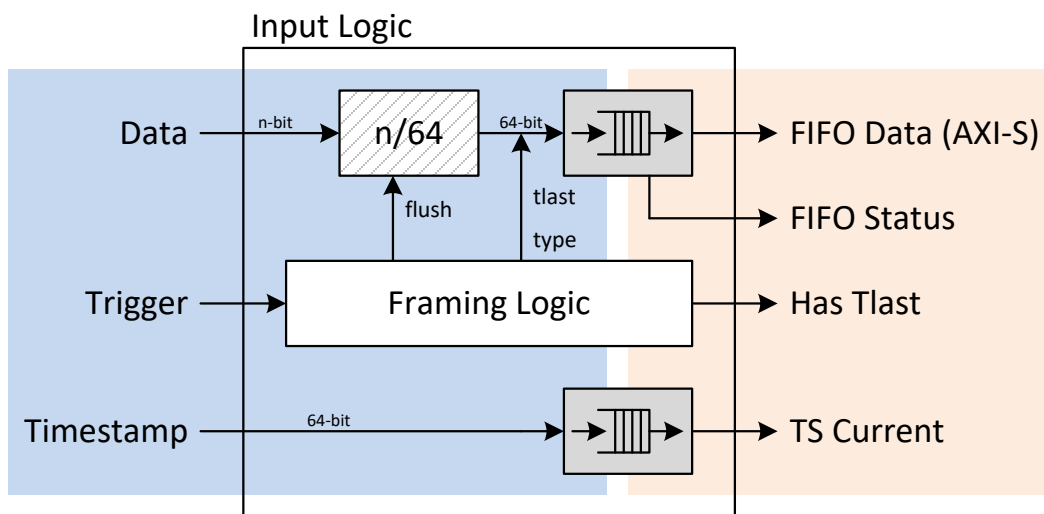 Input Logic
Data
n-bit
n/64
64-bit
FIFO Data (AXI-S)
flush
tlast
type
FIFO Status
Trigger
Framing Logic
Has Tlast
Timestamp
64-bit
TS Current